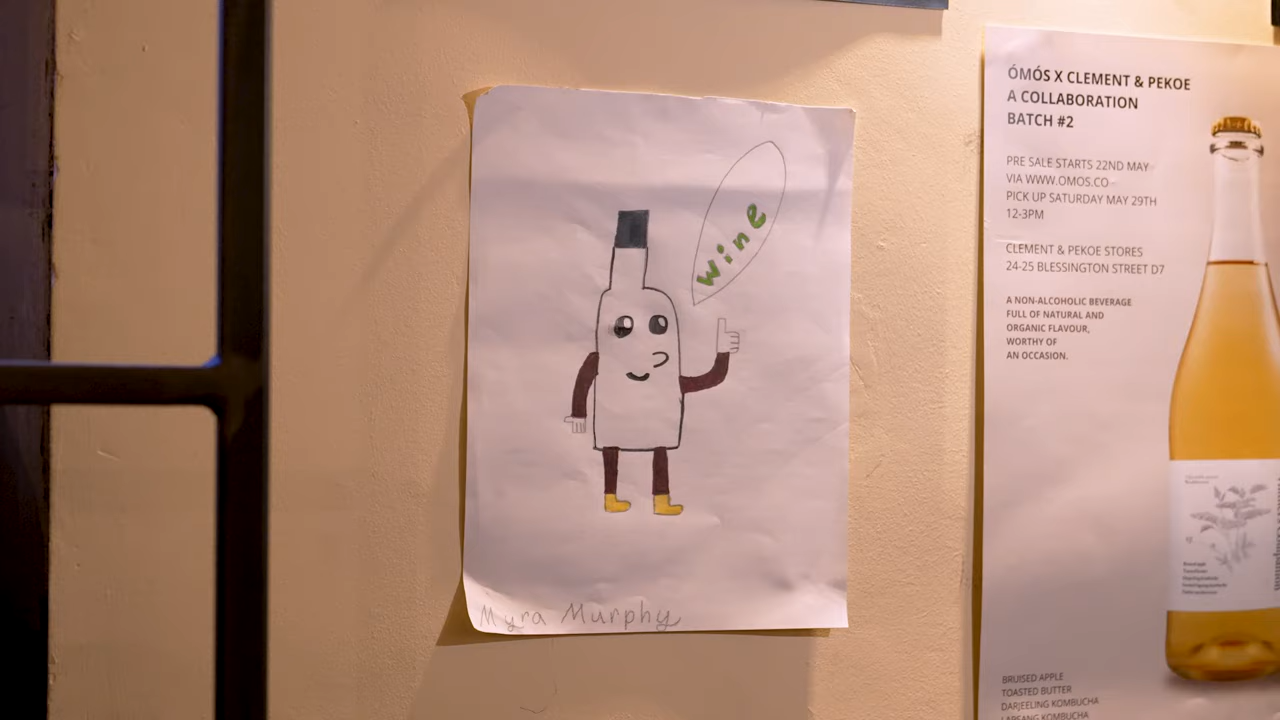 wine
Myra Murphy
ÓMÓS X CLEMENT & PEKOE
A COLLABORATION
BATCH #2
PRE SALE STARTS 22ND MAY
VIA WWW.OMOS.CO
PICK UP SATURDAY MAY 29TH
12-3PM
CLEMENT & PEKOE STORES
24-25 BLESSINGTON STREET D7
A NON-ALCOHOLIC BEVERAGE
FULL OF NATURAL AND
ORGANIC FLAVOUR,
WORTHY OF
AN OCCASION.
BRUISED APPLE
TOASTED BUTTER
DARJEELING KOMBUCHA
LAPSANG KOMBUCHA